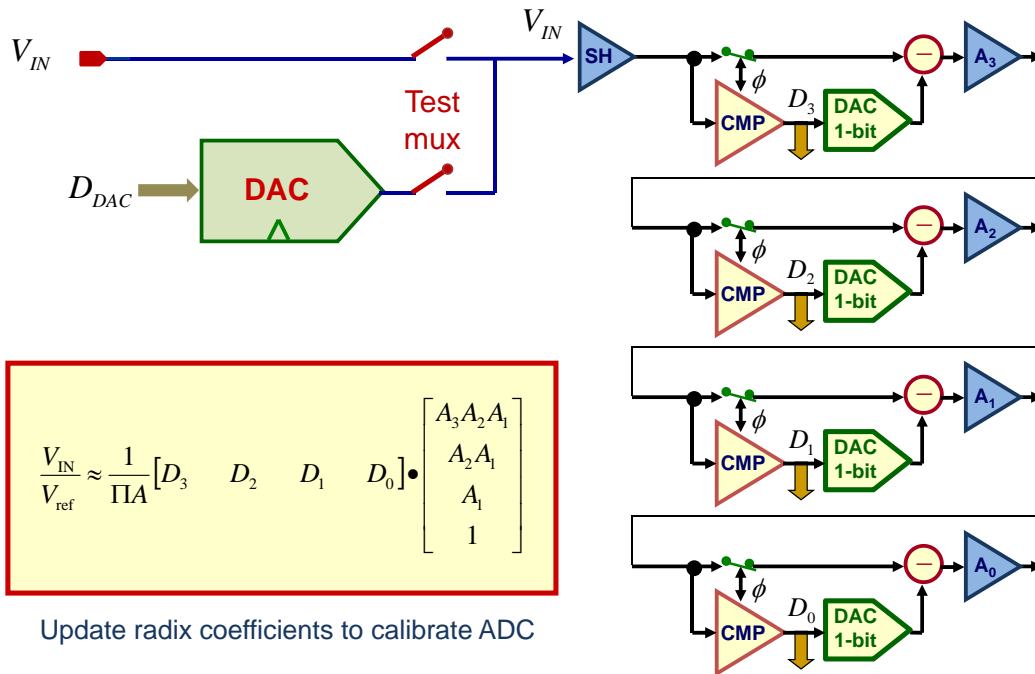 V_IN
V_IN
Test
mux
D_DAC
DAC
SH
ϕ
CMP
D_3
DAC
1-bit
−
A_3
ϕ
CMP
D_2
DAC
1-bit
−
A_2
ϕ
CMP
D_1
DAC
1-bit
−
A_1
ϕ
CMP
D_0
DAC
1-bit
−
A_0
V_IN / V_ref ≈ 1 / ΠA [D_3 D_2 D_1 D_0] • [A_3A_2A_1
A_2A_1
A_1
1]
Update radix coefficients to calibrate ADC